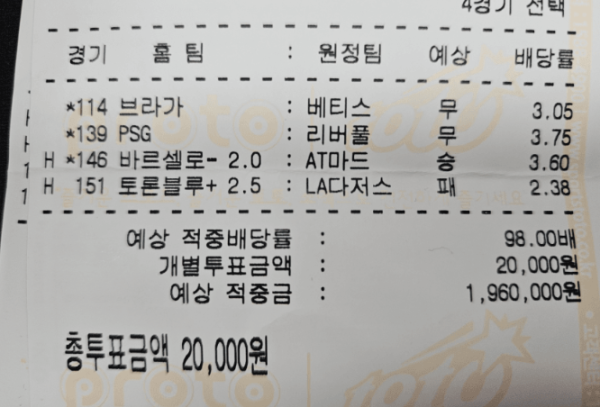 4경기 선택
경기 홈 팀 : 원정팀 예상 배당률
*114 브라가 : 베티스 무 3.05
*139 PSG : 리버풀 무 3.75
H *146 바르셀로- 2.0 : AT마드 승 3.60
H 151 토론블루+ 2.5 : LA다저스 패 2.38
예상 적중배당률 : 98.00배
개별투표금액 : 20,000원
예상 적중금 : 1,960,000원
총투표금액 20,000원
proto